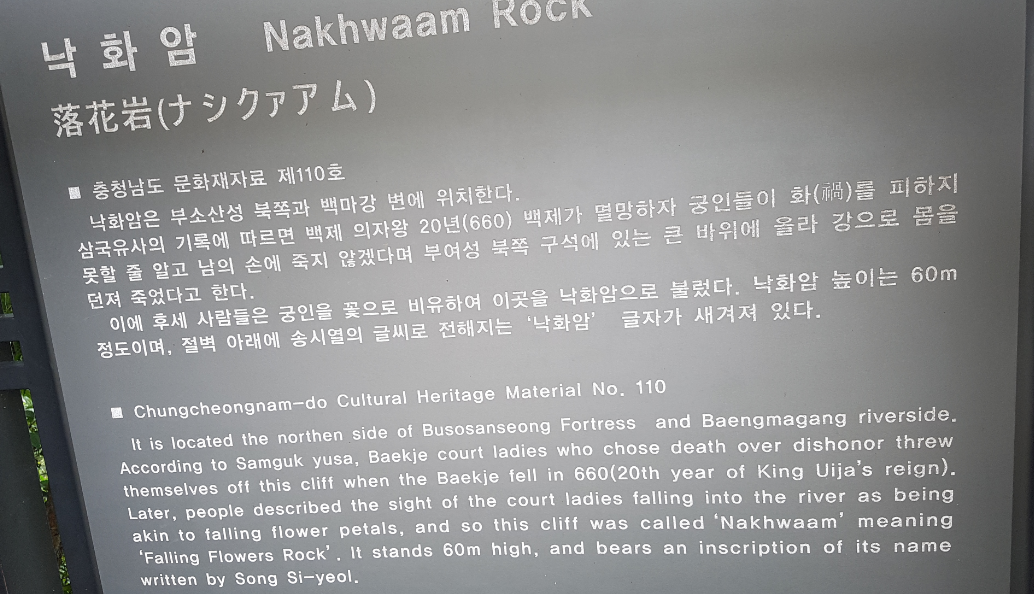 낙화암 Nakhwaam Rock
落花岩(ナシクァアム)
■ 충청남도 문화재자료 제110호
낙화암은 부소산성 북쪽과 백마강 변에 위치한다.
삼국유사의 기록에 따르면 백제 의자왕 20년(660) 백제가 멸망하자 궁인들이 화(禍)를 피하지
못할 줄 알고 남의 손에 죽지 않겠다며 부여성 북쪽 구석에 있는 큰 바위에 올라 강으로 몸을
던져 죽었다고 한다.
이에 후세 사람들은 궁인을 꽃으로 비유하여 이곳을 낙화암으로 불렀다. 낙화암 높이는 60m
정도이며, 절벽 아래에 송시열의 글씨로 전해지는 ‘낙화암’ 글자가 새겨져 있다.
■ Chungcheongnam-do Cultural Heritage Material No. 110
It is located the northen side of Busosanseong Fortress and Baengmagang riverside.
According to Samguk yusa, Baekje court ladies who chose death over dishonor threw
themselves off this cliff when the Baekje fell in 660(20th year of King Uija’s reign).
Later, people described the sight of the court ladies falling into the river as being
akin to falling flower petals, and so this cliff was called ‘Nakhwaam’ meaning
‘Falling Flowers Rock’. It stands 60m high, and bears an inscription of its name
written by Song Si-yeol.